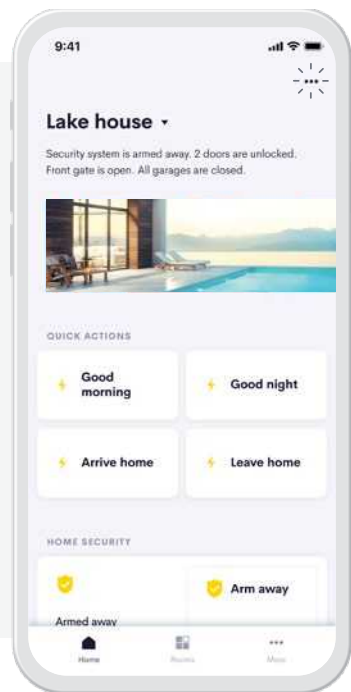 9:41
Lake house
Security system is armed away. 2 doors are unlocked.
Front gate is open. All garages are closed.
QUICK ACTIONS
Good
morning
Good night
Arrive home
Leave home
HOME SECURITY
Arm away
Armed away
Home
Rooms
More